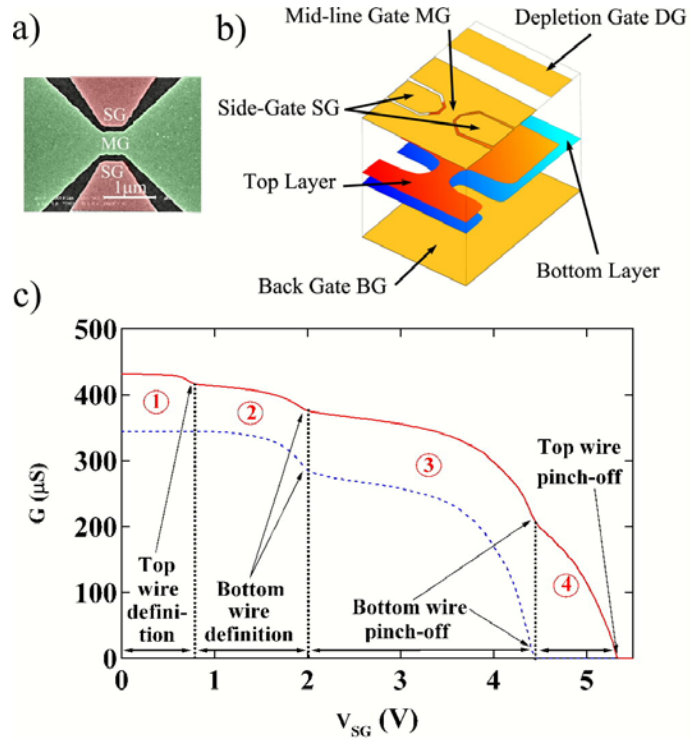 a)
SG
MG
SG
1µm
b)
Mid-line Gate MG
Depletion Gate DG
Side-Gate SG
Top Layer
Bottom Layer
Back Gate BG
c)
500
400
300
200
100
0
G (µS)
1
2
3
4
Top
wire
defini-
tion
Bottom
wire
definition
Bottom wire
pinch-off
Top wire
pinch-off
0
1
2
3
4
5
V_SG (V)